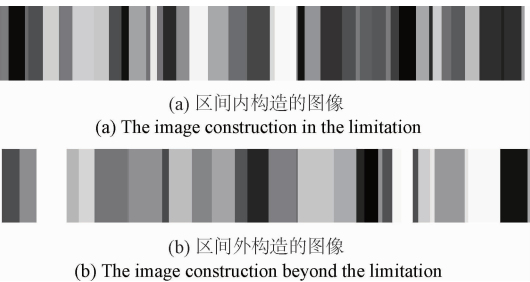 (a) 区间内构造的图像
(a) The image construction in the limitation
(b) 区间外构造的图像
(b) The image construction beyond the limitation